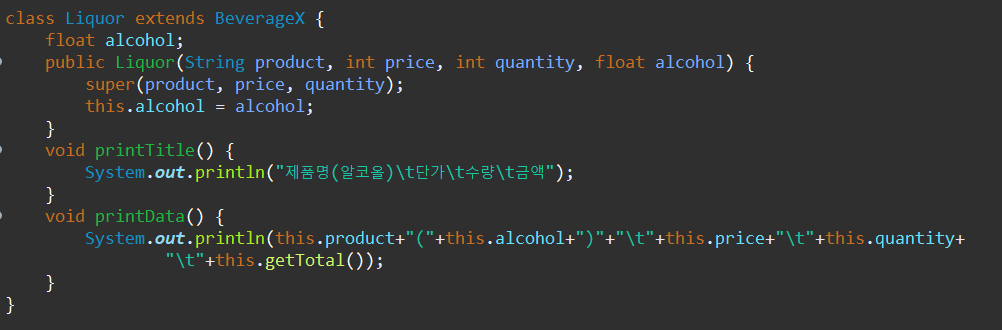 class Liquor extends BeverageX {
    float alcohol;
    public Liquor(String product, int price, int quantity, float alcohol) {
        super(product, price, quantity);
        this.alcohol = alcohol;
    }
    void printTitle() {
        System.out.println("제품명(알코올)\t단가\t수량\t금액");
    }
    void printData() {
        System.out.println(this.product+"("+this.alcohol+")"+"\t"+this.price+"\t"+this.quantity+
                "\t"+this.getTotal());
    }
}